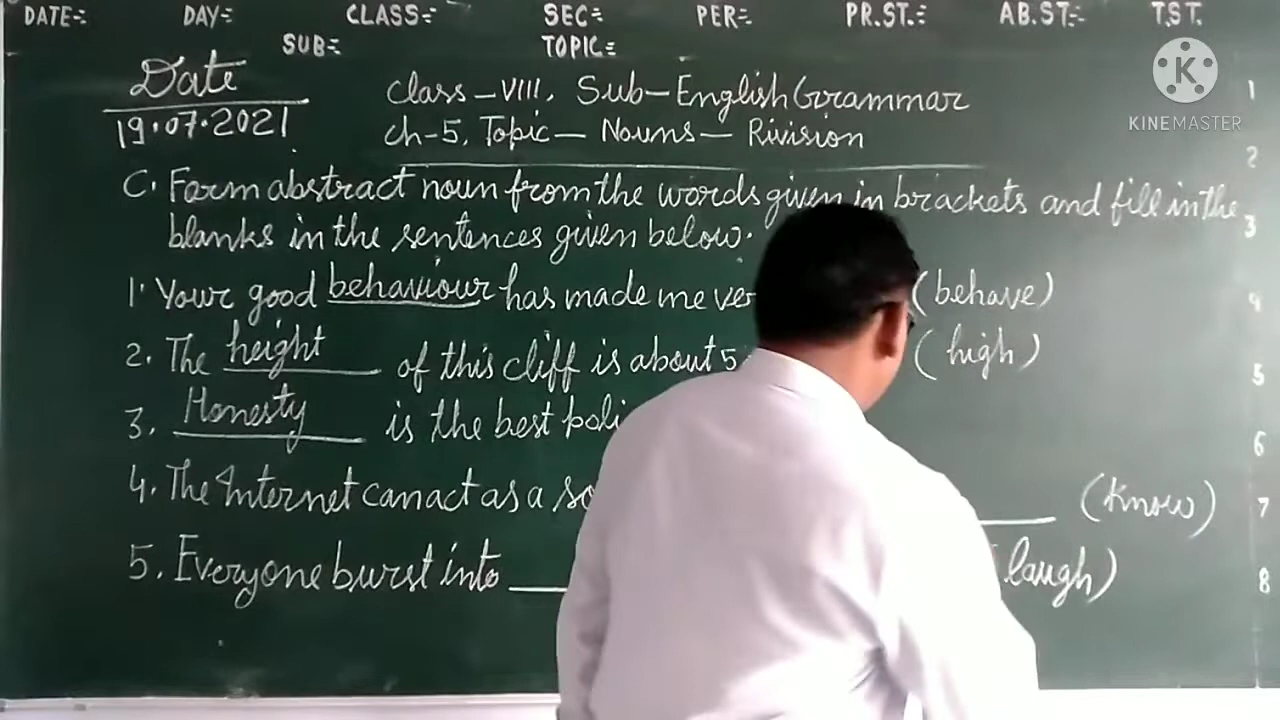 DATE:- DAY:- CLASS:- SEC:- PER:- PR.ST.:- AB.ST:- T.ST.
SUB:- TOPIC:-
Date
19.07.2021
Class - VIII, Sub - English Grammar
ch-5, Topic - Nouns - Rivision
C. Form abstract noun from the words given in brackets and fill in the
blanks in the sentences given below.
1. Your good behaviour has made me (behave)
2. The height of this cliff is about 5 (high)
3. Honesty is the best
4. The Internet can act as a ____ (know)
5. Everyone burst into ____ (laugh)
1
2
3
4
5
6
7
8
K
KINEMASTER